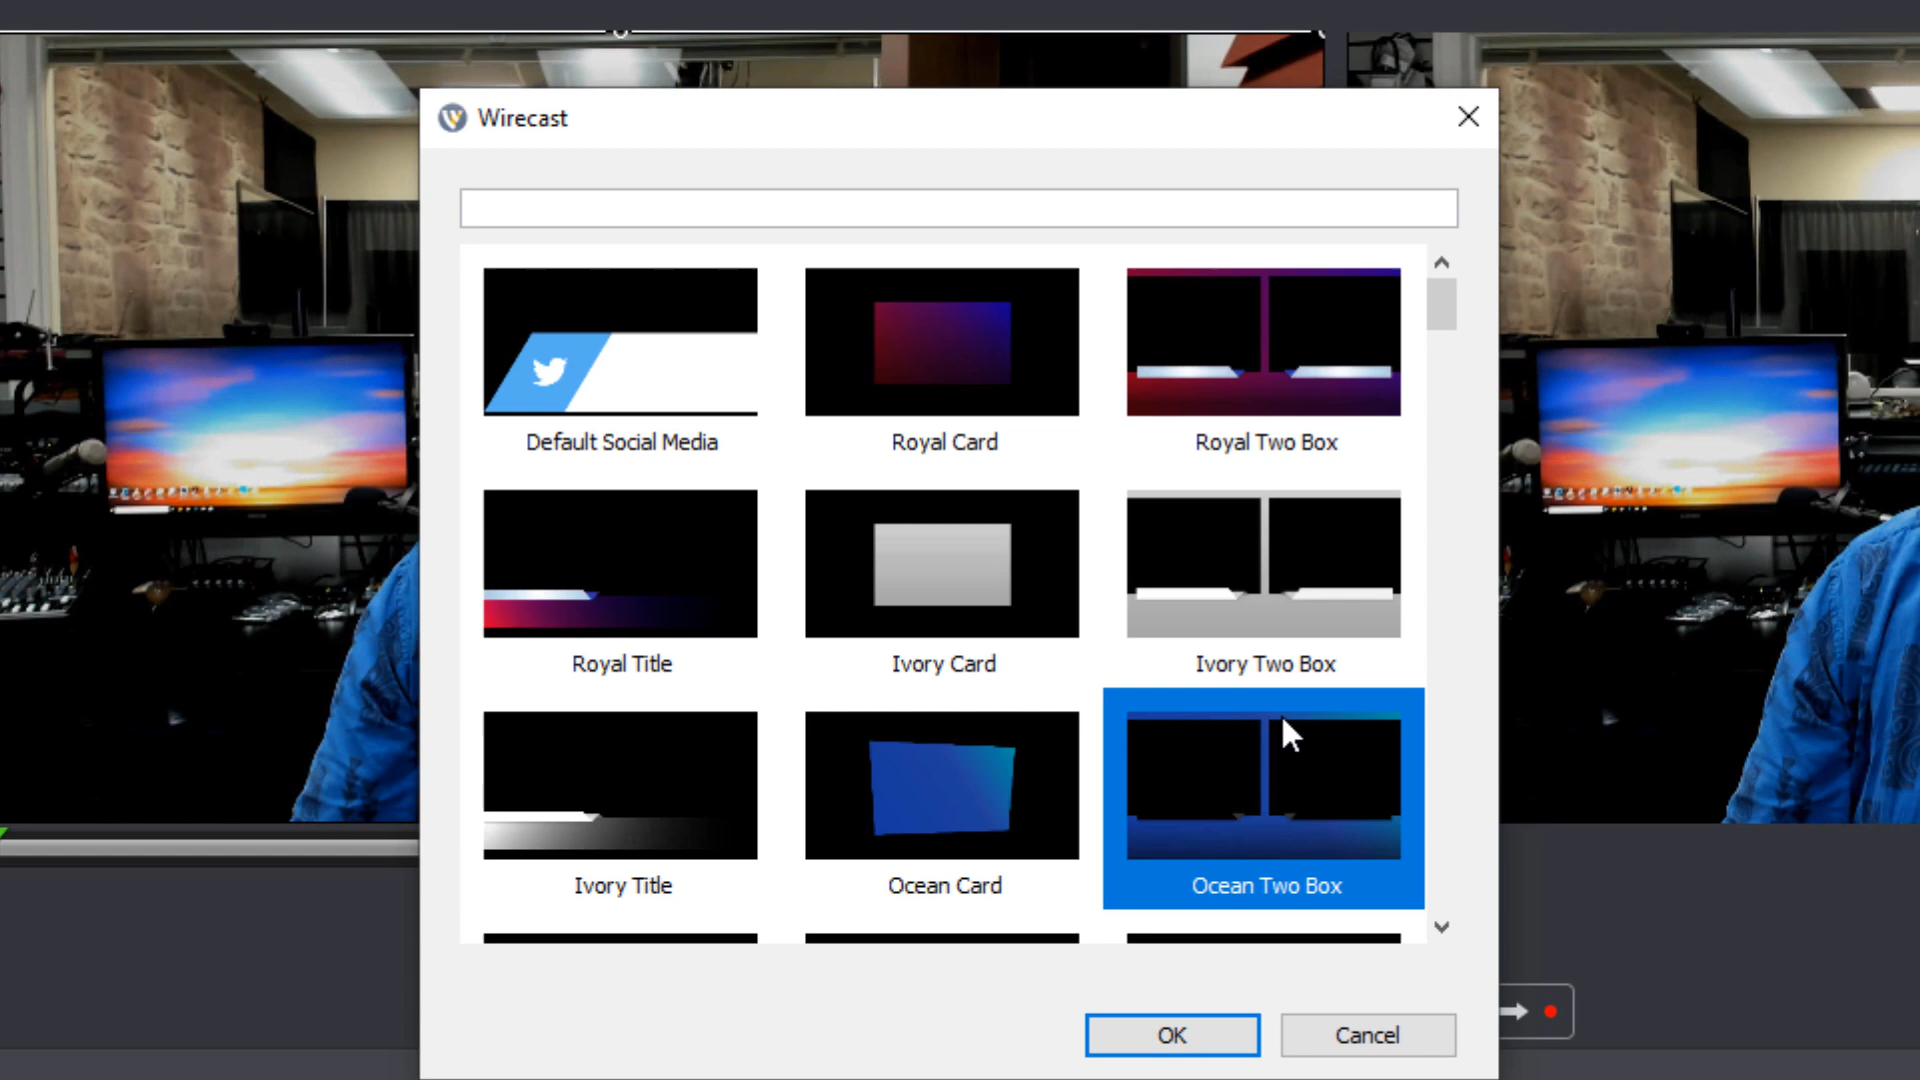 Wirecast
Default Social Media
Royal Card
Royal Two Box
Royal Title
Ivory Card
Ivory Two Box
Ivory Title
Ocean Card
Ocean Two Box
OK
Cancel